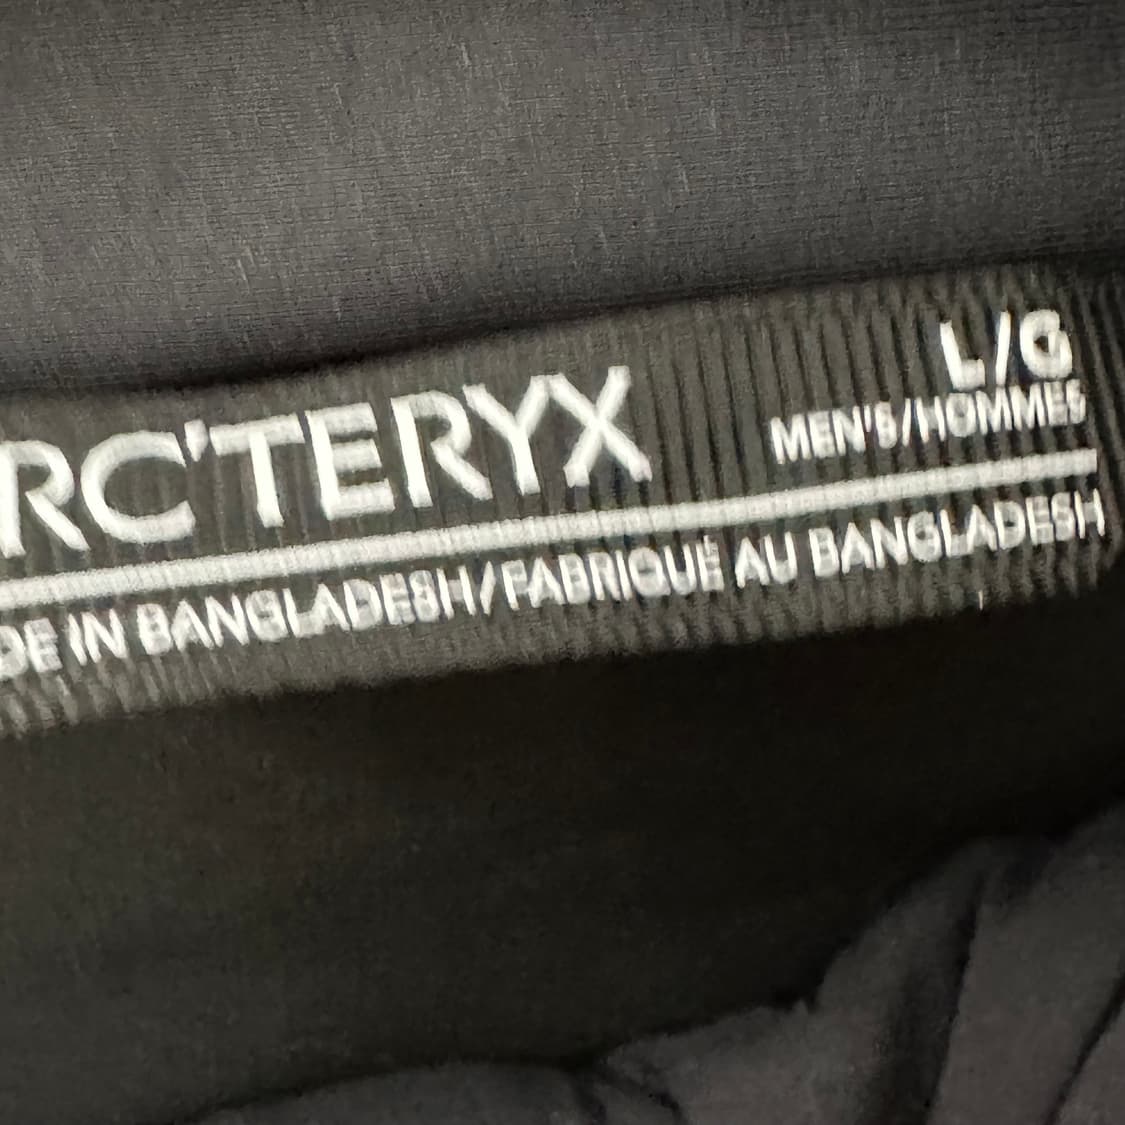 L/G
RC'TERYX
MEN'S/HOMMES
DE IN BANGLADESH/FABRIQUÉ AU BANGLADESH